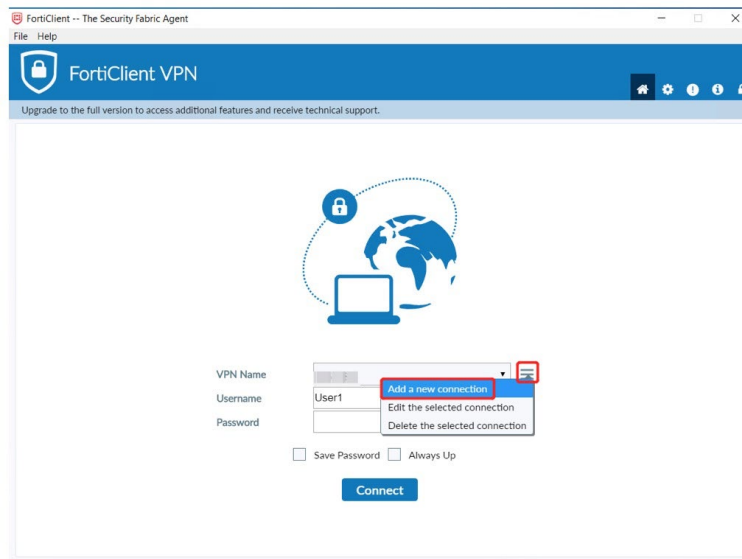 FortiClient -- The Security Fabric Agent
File Help
FortiClient VPN
Upgrade to the full version to access additional features and receive technical support.
VPN Name
Add a new connection
Username User1
Edit the selected connection
Password
Delete the selected connection
Save Password Always Up
Connect